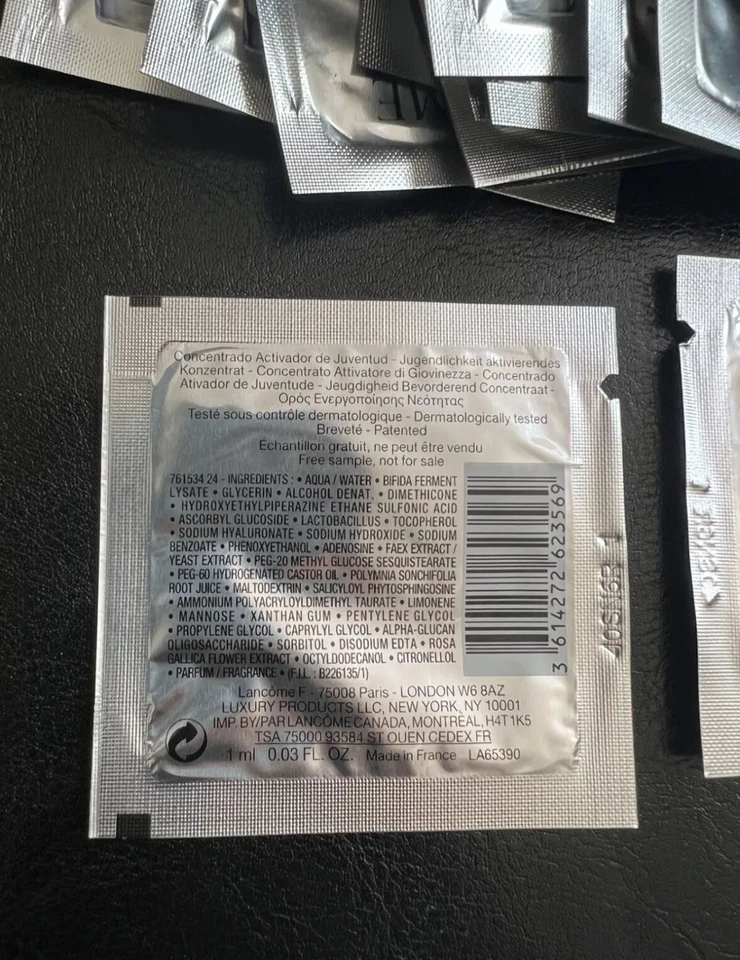 ME
Concentrado Activador de Juventud - Jugendlichkeit aktivierendes
Konzentrat - Concentrato Attivatore di Giovinezza - Concentrado
Ativador de Juventude - Jeugdigheid Bevorderend Concentraat -
Ορός Ενεργοποίησης Νεότητας
Testé sous contrôle dermatologique - Dermatologically tested
Breveté - Patented
Echantillon gratuit, ne peut être vendu
Free sample, not for sale
761534 24 - INGREDIENTS : • AQUA / WATER • BIFIDA FERMENT
LYSATE • GLYCERIN • ALCOHOL DENAT. • DIMETHICONE
• HYDROXYETHYLPIPERAZINE ETHANE SULFONIC ACID
• ASCORBYL GLUCOSIDE • LACTOBACILLUS • TOCOPHEROL
• SODIUM HYALURONATE • SODIUM HYDROXIDE • SODIUM
BENZOATE • PHENOXYETHANOL • ADENOSINE • FAEX EXTRACT /
YEAST EXTRACT • PEG-20 METHYL GLUCOSE SESQUISTEARATE
• PEG-60 HYDROGENATED CASTOR OIL • POLYMNIA SONCHIFOLIA
ROOT JUICE • MALTODEXTRIN • SALICYLOYL PHYTOSPHINGOSINE
• AMMONIUM POLYACRYLOYLDIMETHYL TAURATE • LIMONENE
• MANNOSE • XANTHAN GUM • PENTYLENE GLYCOL
• PROPYLENE GLYCOL • CAPRYLYL GLYCOL • ALPHA-GLUCAN
OLIGOSACCHARIDE • SORBITOL • DISODIUM EDTA • ROSA
GALLICA FLOWER EXTRACT • OCTYLDODECANOL • CITRONELLOL
• PARFUM / FRAGRANCE • (F.I.L. : B226135/1)
3 614272 623569
Lancôme F - 75008 Paris - LONDON W6 8AZ
LUXURY PRODUCTS LLC, NEW YORK, NY 10001
IMP. BY/PAR LANCÔME CANADA, MONTRÉAL, H4T 1K5
TSA 75000 93584 ST OUEN CEDEX FR
1 ml 0.03 FL. OZ. Made in France LA65390